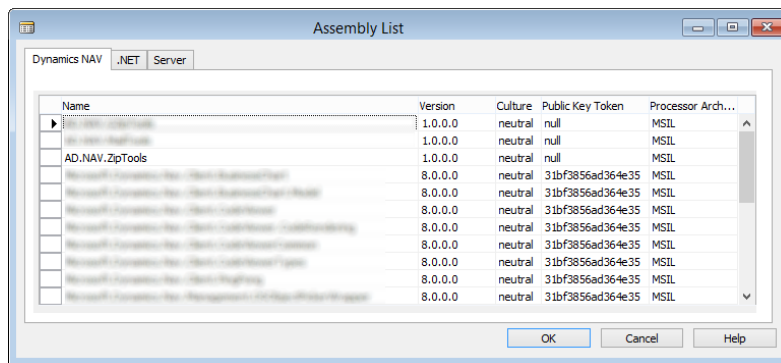 Assembly List
Dynamics NAV .NET Server
Name Version Culture Public Key Token Processor Arch...
1.0.0.0 neutral null MSIL
1.0.0.0 neutral null MSIL
AD.NAV.ZipTools 1.0.0.0 neutral null MSIL
8.0.0.0 neutral 31bf3856ad364e35 MSIL
8.0.0.0 neutral 31bf3856ad364e35 MSIL
8.0.0.0 neutral 31bf3856ad364e35 MSIL
8.0.0.0 neutral 31bf3856ad364e35 MSIL
8.0.0.0 neutral 31bf3856ad364e35 MSIL
8.0.0.0 neutral 31bf3856ad364e35 MSIL
8.0.0.0 neutral 31bf3856ad364e35 MSIL
8.0.0.0 neutral 31bf3856ad364e35 MSIL
OK Cancel Help